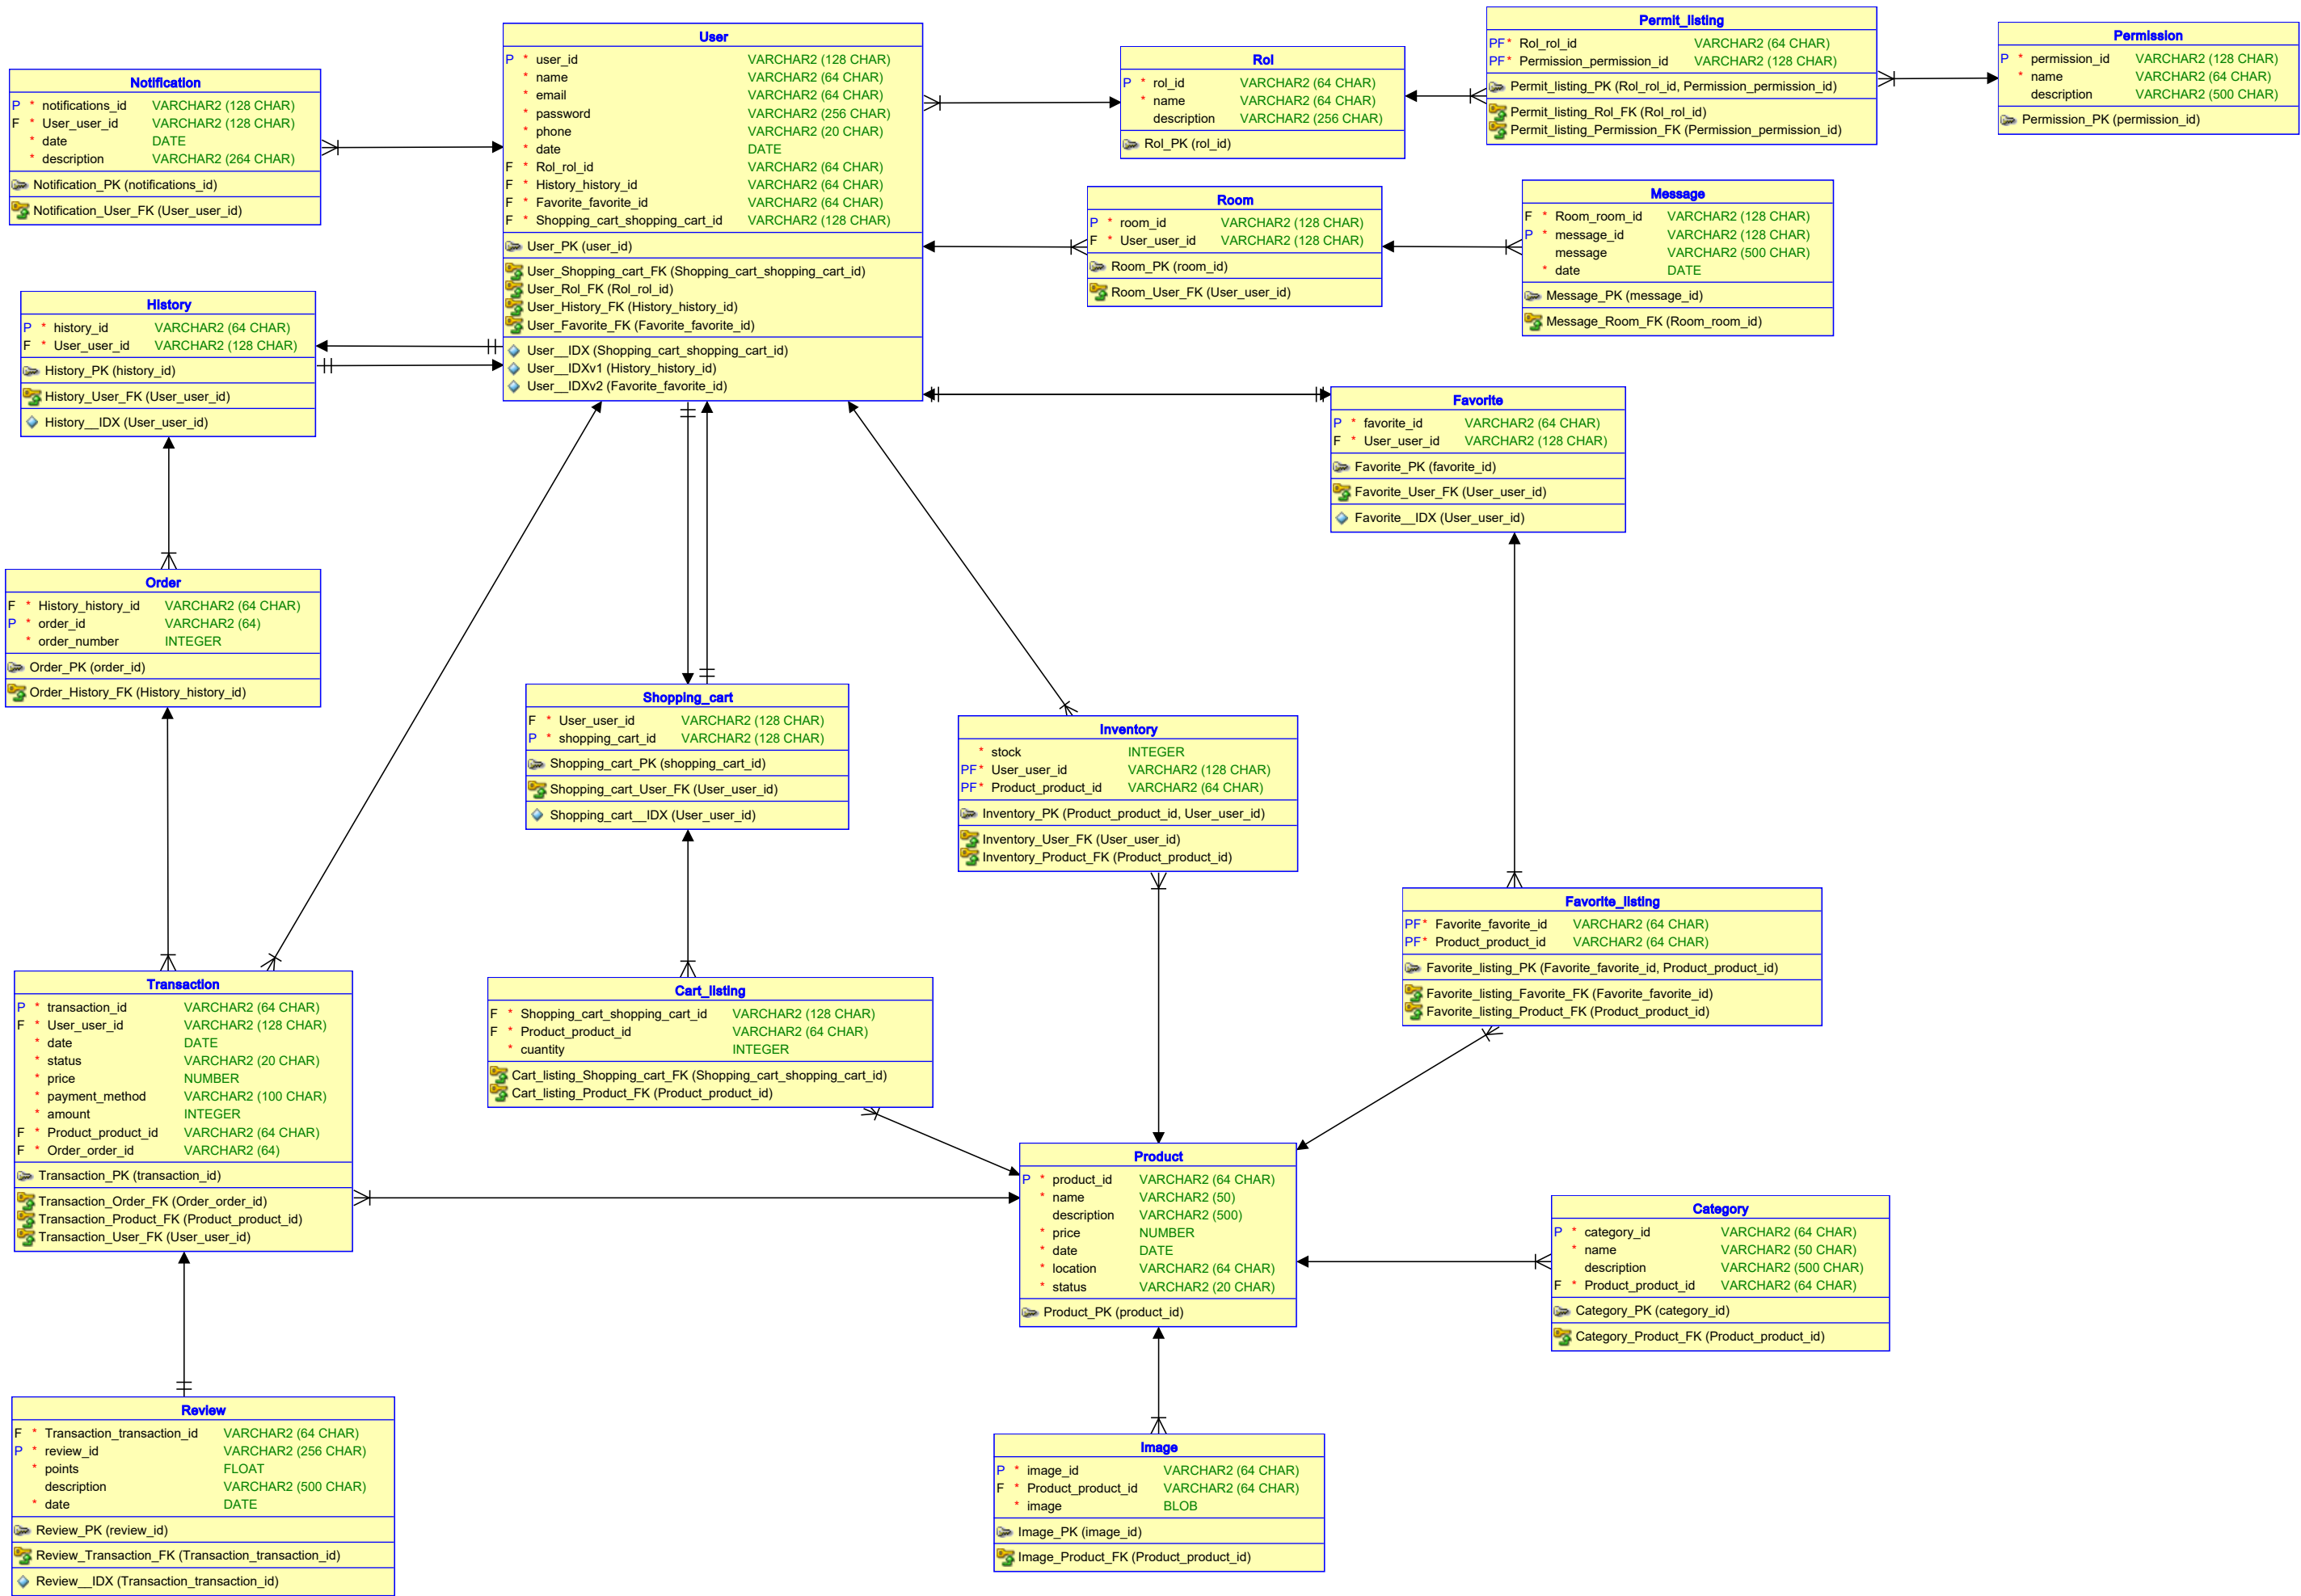 Notification
P * notifications_id VARCHAR2 (128 CHAR)
F * User_user_id VARCHAR2 (128 CHAR)
* date DATE
* description VARCHAR2 (264 CHAR)
Notification_PK (notifications_id)
Notification_User_FK (User_user_id)
User
P * user_id VARCHAR2 (128 CHAR)
* name VARCHAR2 (64 CHAR)
* email VARCHAR2 (64 CHAR)
* password VARCHAR2 (256 CHAR)
* phone VARCHAR2 (20 CHAR)
* date DATE
F * Rol_rol_id VARCHAR2 (64 CHAR)
F * History_history_id VARCHAR2 (64 CHAR)
F * Favorite_favorite_id VARCHAR2 (64 CHAR)
F * Shopping_cart_shopping_cart_id VARCHAR2 (128 CHAR)
User_PK (user_id)
User_Shopping_cart_FK (Shopping_cart_shopping_cart_id)
User_Rol_FK (Rol_rol_id)
User_History_FK (History_history_id)
User_Favorite_FK (Favorite_favorite_id)
User__IDX (Shopping_cart_shopping_cart_id)
User__IDXv1 (History_history_id)
User__IDXv2 (Favorite_favorite_id)
Rol
P * rol_id VARCHAR2 (64 CHAR)
* name VARCHAR2 (64 CHAR)
description VARCHAR2 (256 CHAR)
Rol_PK (rol_id)
Permit_listing
PF* Rol_rol_id VARCHAR2 (64 CHAR)
PF* Permission_permission_id VARCHAR2 (128 CHAR)
Permit_listing_PK (Rol_rol_id, Permission_permission_id)
Permit_listing_Rol_FK (Rol_rol_id)
Permit_listing_Permission_FK (Permission_permission_id)
Permission
P * permission_id VARCHAR2 (128 CHAR)
* name VARCHAR2 (64 CHAR)
description VARCHAR2 (500 CHAR)
Permission_PK (permission_id)
Room
P * room_id VARCHAR2 (128 CHAR)
F * User_user_id VARCHAR2 (128 CHAR)
Room_PK (room_id)
Room_User_FK (User_user_id)
Message
F * Room_room_id VARCHAR2 (128 CHAR)
P * message_id VARCHAR2 (128 CHAR)
message VARCHAR2 (500 CHAR)
* date DATE
Message_PK (message_id)
Message_Room_FK (Room_room_id)
History
P * history_id VARCHAR2 (64 CHAR)
F * User_user_id VARCHAR2 (128 CHAR)
History_PK (history_id)
History_User_FK (User_user_id)
History__IDX (User_user_id)
Favorite
P * favorite_id VARCHAR2 (64 CHAR)
F * User_user_id VARCHAR2 (128 CHAR)
Favorite_PK (favorite_id)
Favorite_User_FK (User_user_id)
Favorite__IDX (User_user_id)
Order
F * History_history_id VARCHAR2 (64 CHAR)
P * order_id VARCHAR2 (64)
* order_number INTEGER
Order_PK (order_id)
Order_History_FK (History_history_id)
Shopping_cart
F * User_user_id VARCHAR2 (128 CHAR)
P * shopping_cart_id VARCHAR2 (128 CHAR)
Shopping_cart_PK (shopping_cart_id)
Shopping_cart_User_FK (User_user_id)
Shopping_cart__IDX (User_user_id)
Inventory
* stock INTEGER
PF* User_user_id VARCHAR2 (128 CHAR)
PF* Product_product_id VARCHAR2 (64 CHAR)
Inventory_PK (Product_product_id, User_user_id)
Inventory_User_FK (User_user_id)
Inventory_Product_FK (Product_product_id)
Favorite_listing
PF* Favorite_favorite_id VARCHAR2 (64 CHAR)
PF* Product_product_id VARCHAR2 (64 CHAR)
Favorite_listing_PK (Favorite_favorite_id, Product_product_id)
Favorite_listing_Favorite_FK (Favorite_favorite_id)
Favorite_listing_Product_FK (Product_product_id)
Transaction
P * transaction_id VARCHAR2 (64 CHAR)
F * User_user_id VARCHAR2 (128 CHAR)
* date DATE
* status VARCHAR2 (20 CHAR)
* price NUMBER
* payment_method VARCHAR2 (100 CHAR)
* amount INTEGER
F * Product_product_id VARCHAR2 (64 CHAR)
F * Order_order_id VARCHAR2 (64)
Transaction_PK (transaction_id)
Transaction_Order_FK (Order_order_id)
Transaction_Product_FK (Product_product_id)
Transaction_User_FK (User_user_id)
Cart_listing
F * Shopping_cart_shopping_cart_id VARCHAR2 (128 CHAR)
F * Product_product_id VARCHAR2 (64 CHAR)
* cuantity INTEGER
Cart_listing_Shopping_cart_FK (Shopping_cart_shopping_cart_id)
Cart_listing_Product_FK (Product_product_id)
Product
P * product_id VARCHAR2 (64 CHAR)
* name VARCHAR2 (50)
description VARCHAR2 (500)
* price NUMBER
* date DATE
* location VARCHAR2 (64 CHAR)
* status VARCHAR2 (20 CHAR)
Product_PK (product_id)
Category
P * category_id VARCHAR2 (64 CHAR)
* name VARCHAR2 (50 CHAR)
description VARCHAR2 (500 CHAR)
F * Product_product_id VARCHAR2 (64 CHAR)
Category_PK (category_id)
Category_Product_FK (Product_product_id)
Review
F * Transaction_transaction_id VARCHAR2 (64 CHAR)
P * review_id VARCHAR2 (256 CHAR)
* points FLOAT
description VARCHAR2 (500 CHAR)
* date DATE
Review_PK (review_id)
Review_Transaction_FK (Transaction_transaction_id)
Review__IDX (Transaction_transaction_id)
Image
P * image_id VARCHAR2 (64 CHAR)
F * Product_product_id VARCHAR2 (64 CHAR)
* image BLOB
Image_PK (image_id)
Image_Product_FK (Product_product_id)